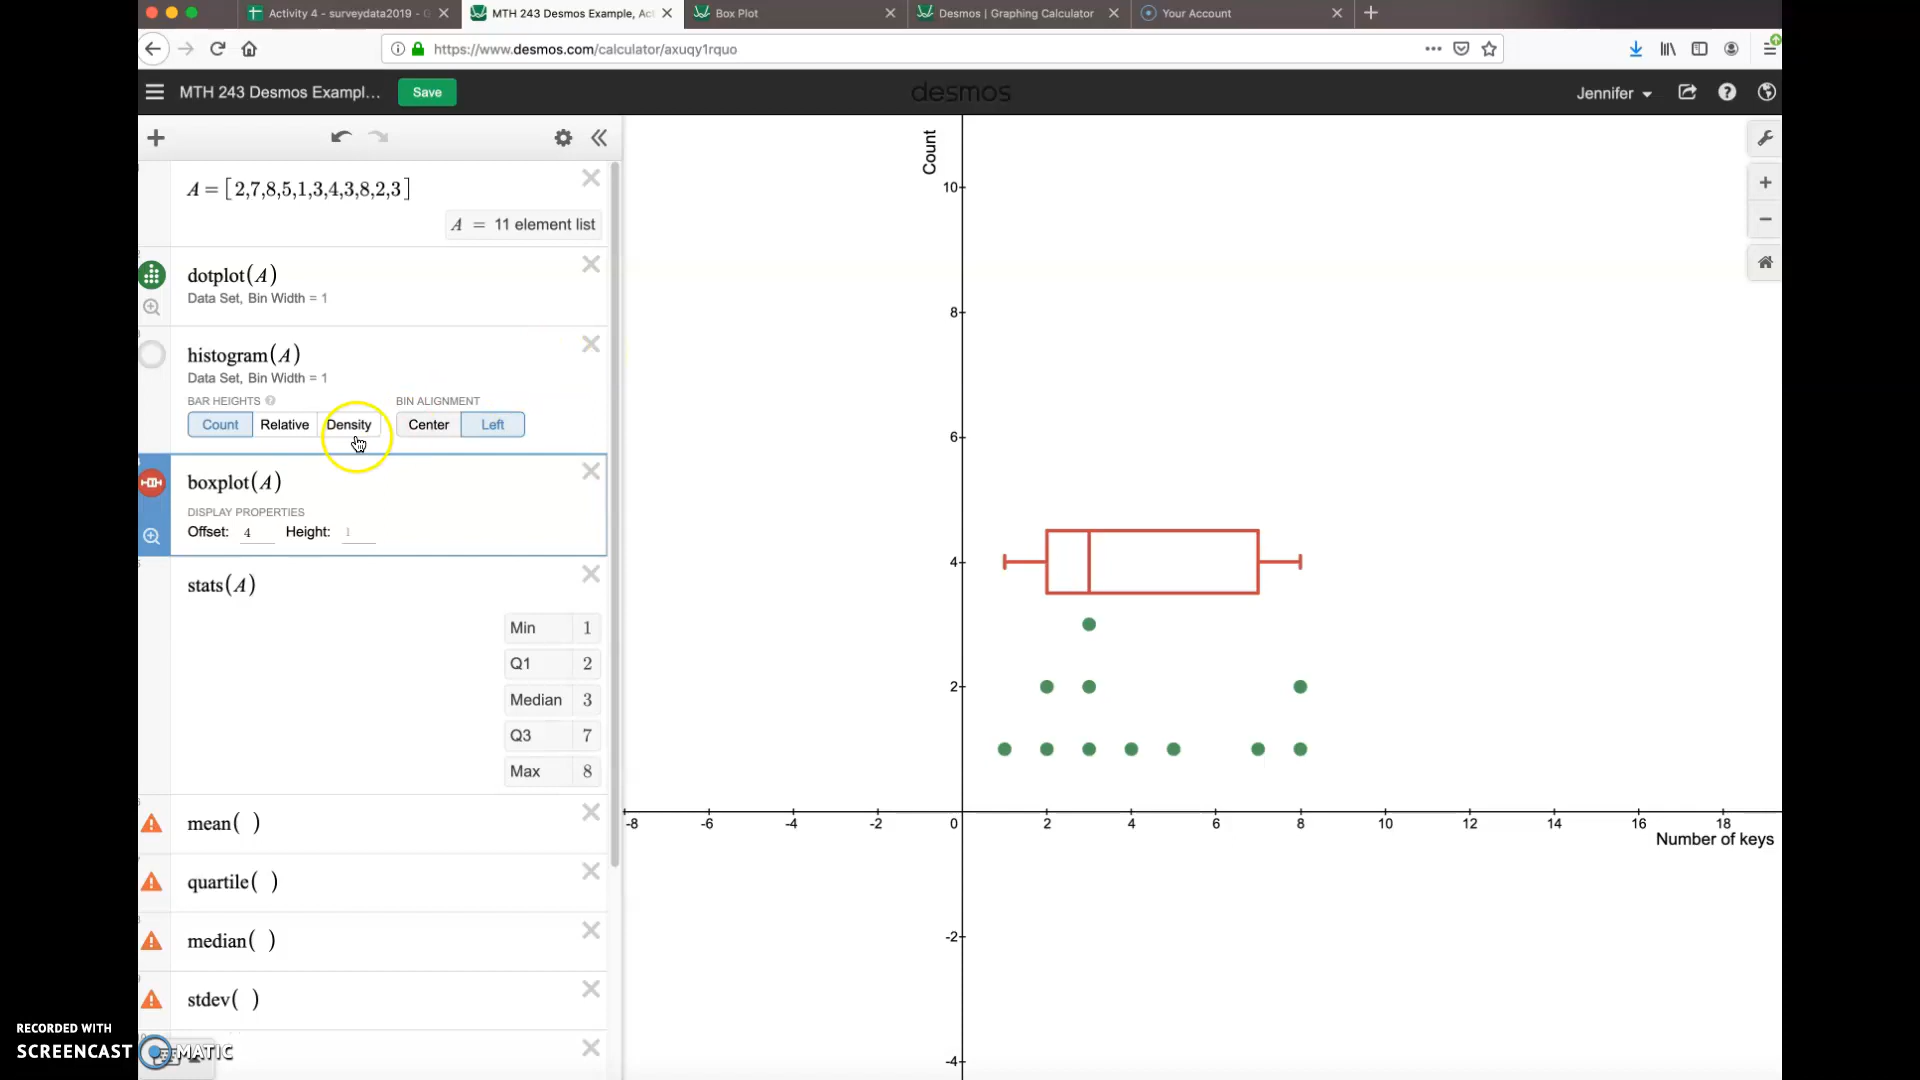 Activity 4 - surveydata2019 -
MTH 243 Desmos Example, Act
Box Plot
Desmos | Graphing Calculator
Your Account
https://www.desmos.com/calculator/axuqy1rquo
MTH 243 Desmos Exampl...
Save
desmos
Jennifer
A = [2,7,8,5,1,3,4,3,8,2,3]
A = 11 element list
dotplot(A)
Data Set, Bin Width = 1
histogram(A)
Data Set, Bin Width = 1
BAR HEIGHTS
BIN ALIGNMENT
Count Relative Density
Center Left
boxplot(A)
DISPLAY PROPERTIES
Offset: 4 Height: 1
stats(A)
Min 1
Q1 2
Median 3
Q3 7
Max 8
mean( )
quartile( )
median( )
stdev( )
Count
10
8
6
4
2
-8 -6 -4 -2 0 2 4 6 8 10 12 14 16 18
Number of keys
-2
-4
RECORDED WITH
SCREENCAST MATIC